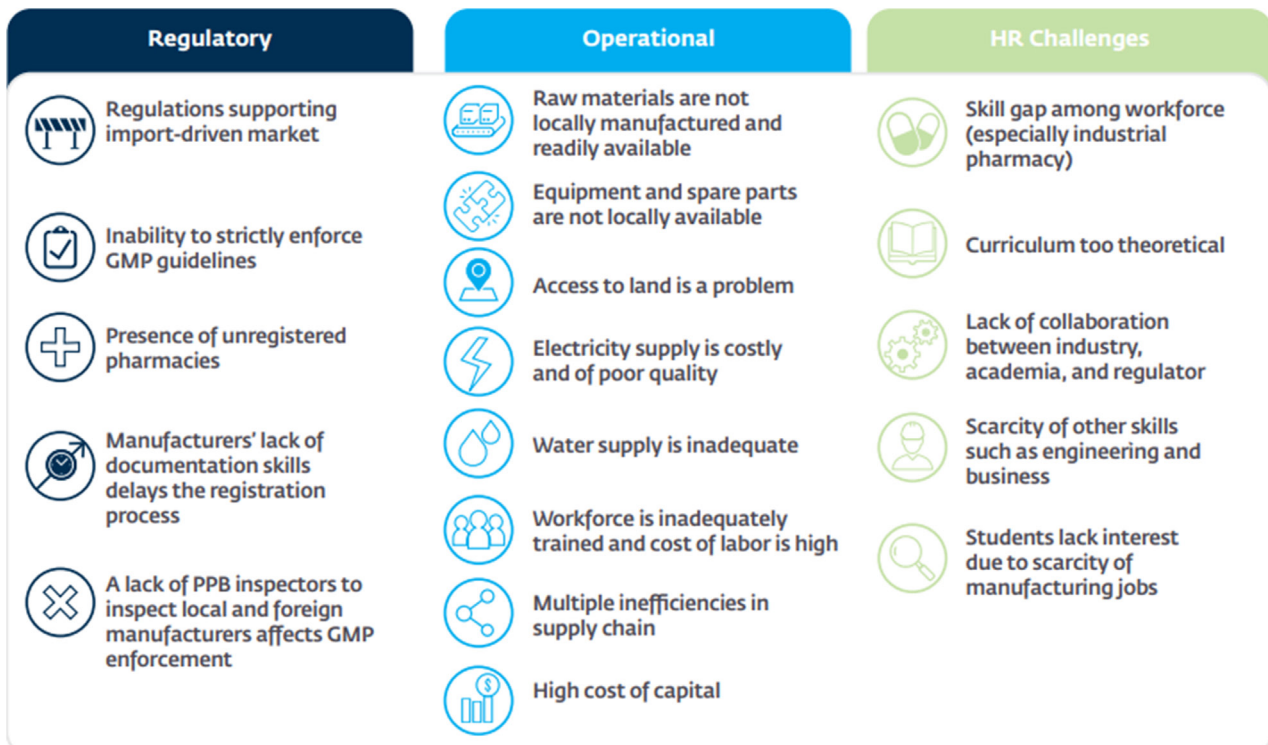 Regulatory
Regulations supporting
import-driven market
Inability to strictly enforce
GMP guidelines
Presence of unregistered
pharmacies
Manufacturers' lack of
documentation skills
delays the registration
process
A lack of PPB inspectors to
inspect local and foreign
manufacturers affects GMP
enforcement
Operational
Raw materials are not
locally manufactured and
readily available
Equipment and spare parts
are not locally available
Access to land is a problem
Electricity supply is costly
and of poor quality
Water supply is inadequate
Workforce is inadequately
trained and cost of labor is high
Multiple inefficiencies in
supply chain
$
High cost of capital
HR Challenges
Skill gap among workforce
(especially industrial
pharmacy)
Curriculum too theoretical
Lack of collaboration
between industry,
academia, and regulator
Scarcity of other skills
such as engineering and
business
Students lack interest
due to scarcity of
manufacturing jobs